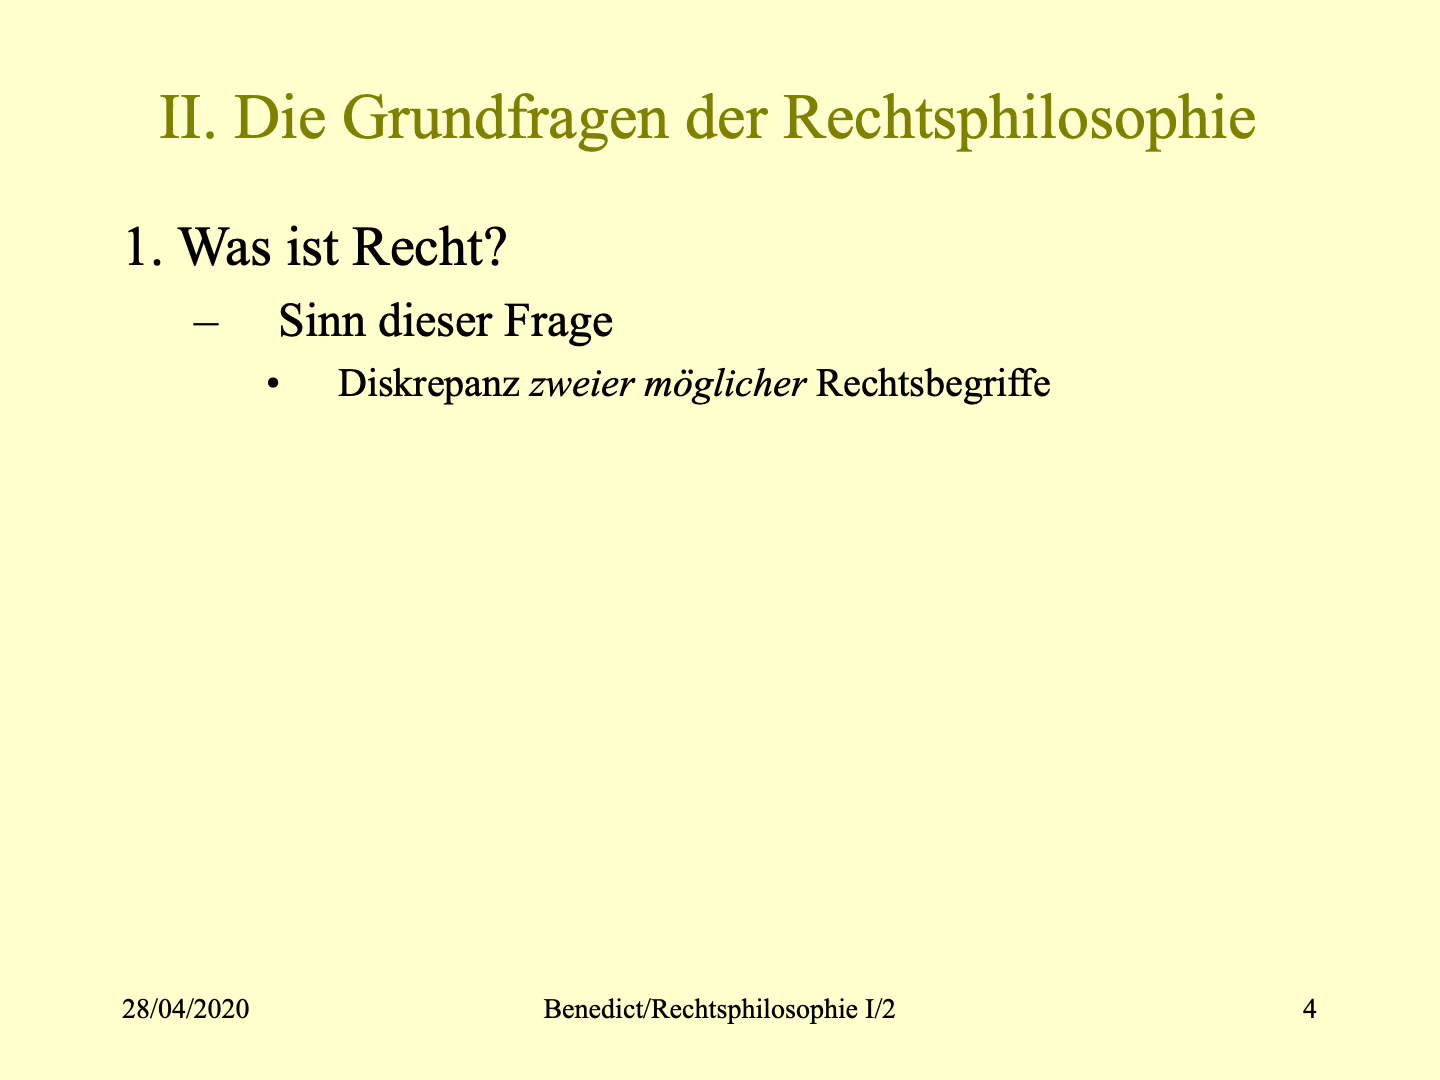 II. Die Grundfragen der Rechtsphilosophie
1. Was ist Recht?
– Sinn dieser Frage
• Diskrepanz zweier möglicher Rechtsbegriffe
28/04/2020 Benedict/Rechtsphilosophie I/2 4